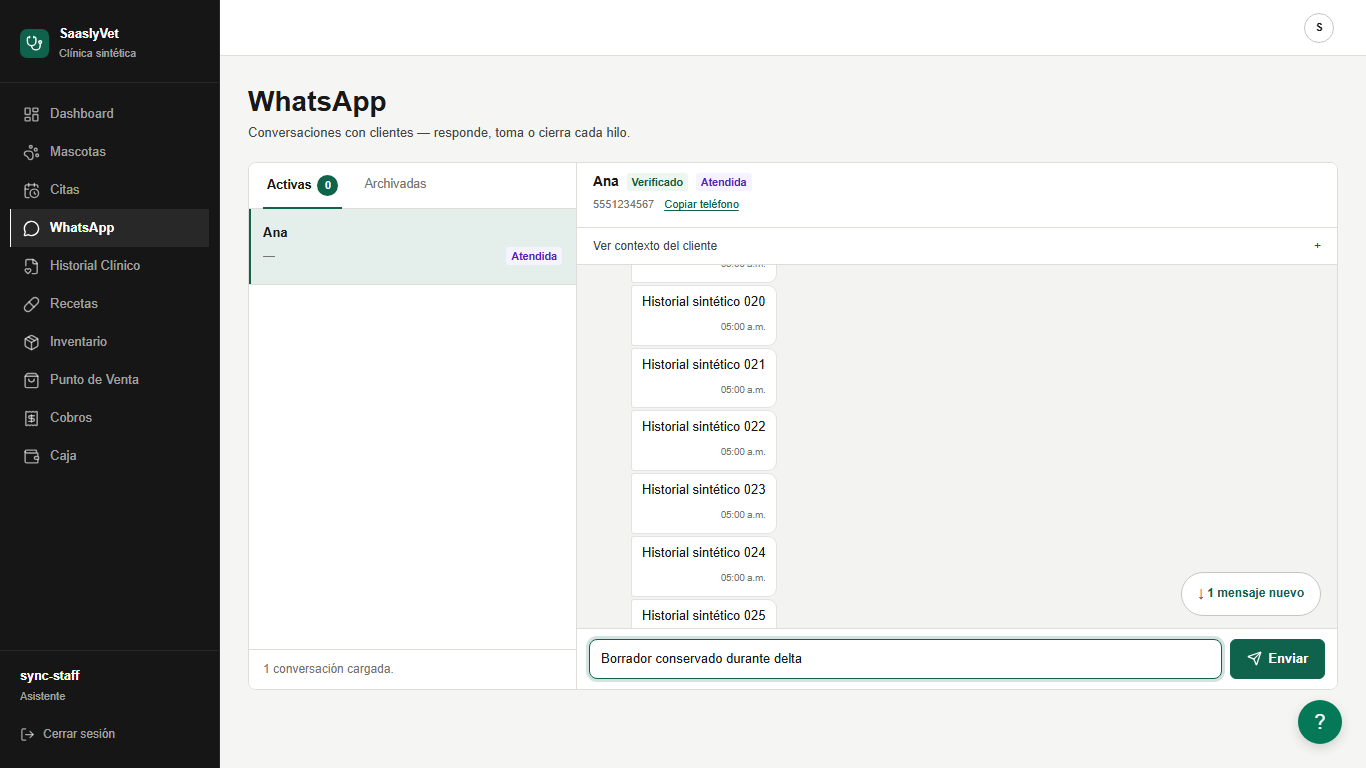 SaaslyVet
Clínica sintética
Dashboard
Mascotas
Citas
WhatsApp
Historial Clínico
Recetas
Inventario
Punto de Venta
Cobros
Caja
sync-staff
Asistente
Cerrar sesión
S
WhatsApp
Conversaciones con clientes — responde, toma o cierra cada hilo.
Activas 0 Archivadas
Ana
— Atendida
1 conversación cargada.
Ana Verificado Atendida
5551234567 Copiar teléfono
Ver contexto del cliente +
05:00 a.m.
Historial sintético 020
05:00 a.m.
Historial sintético 021
05:00 a.m.
Historial sintético 022
05:00 a.m.
Historial sintético 023
05:00 a.m.
Historial sintético 024
05:00 a.m.
Historial sintético 025
↓ 1 mensaje nuevo
Borrador conservado durante delta
Enviar
?